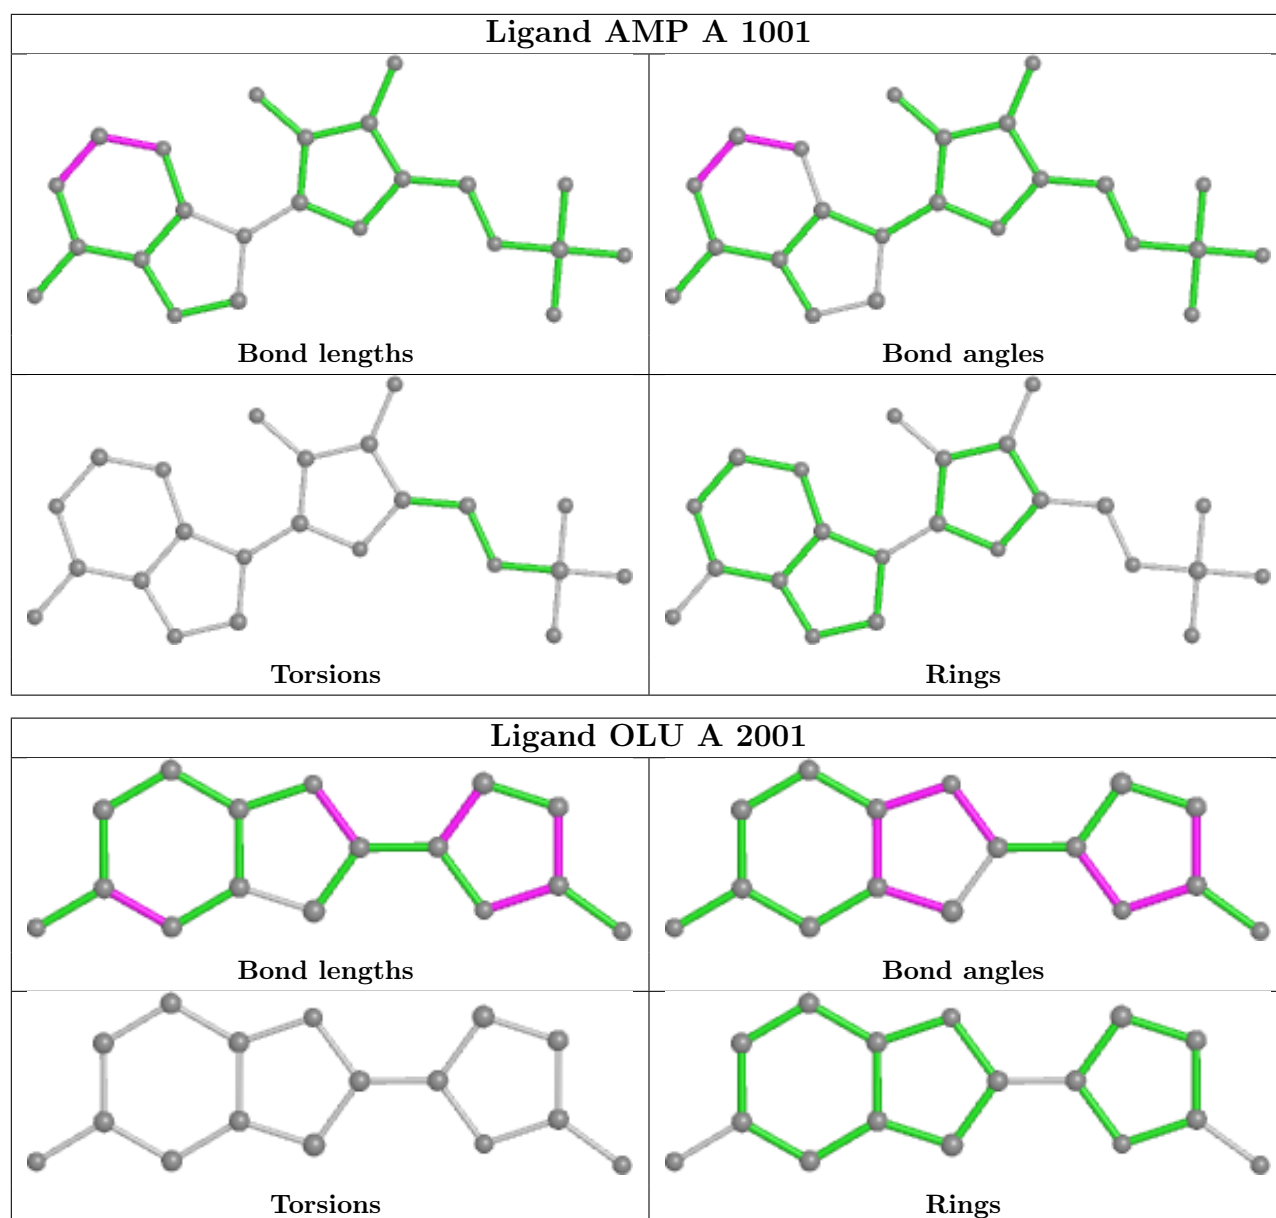 Ligand AMP A 1001
Bond lengths
Bond angles
Torsions
Rings
Ligand OLU A 2001
Bond lengths
Bond angles
Torsions
Rings